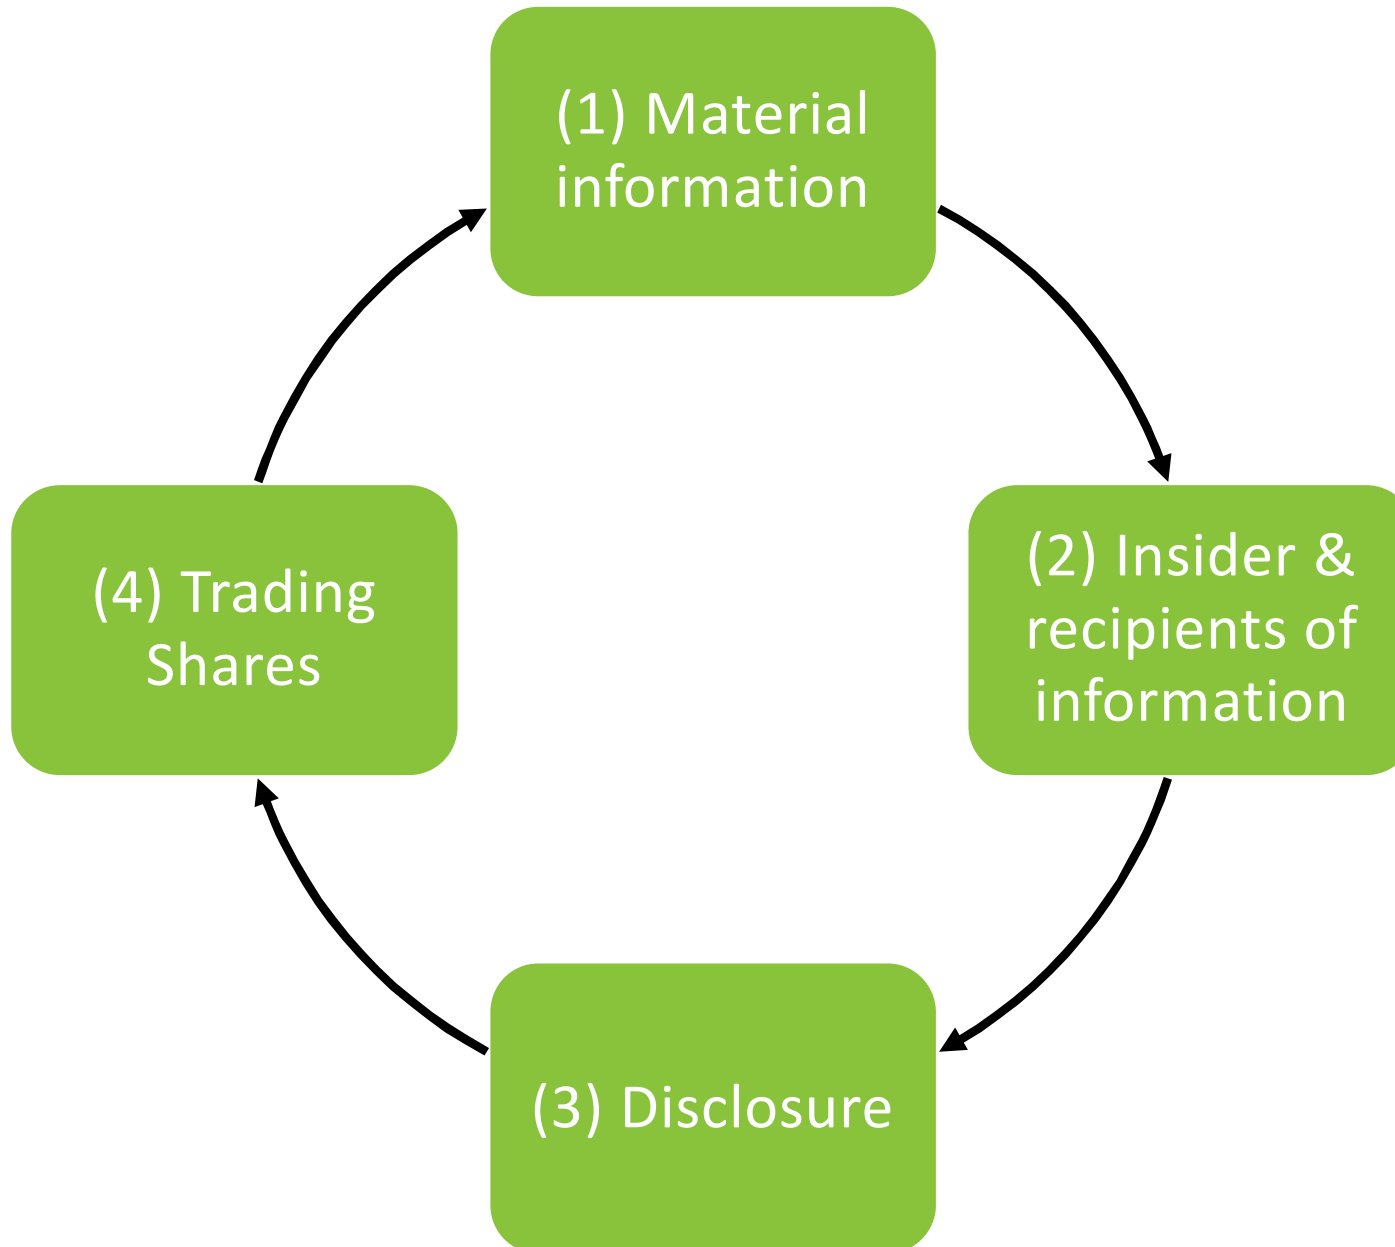 (1) Material
information
(2) Insider &
recipients of
information
(3) Disclosure
(4) Trading
Shares